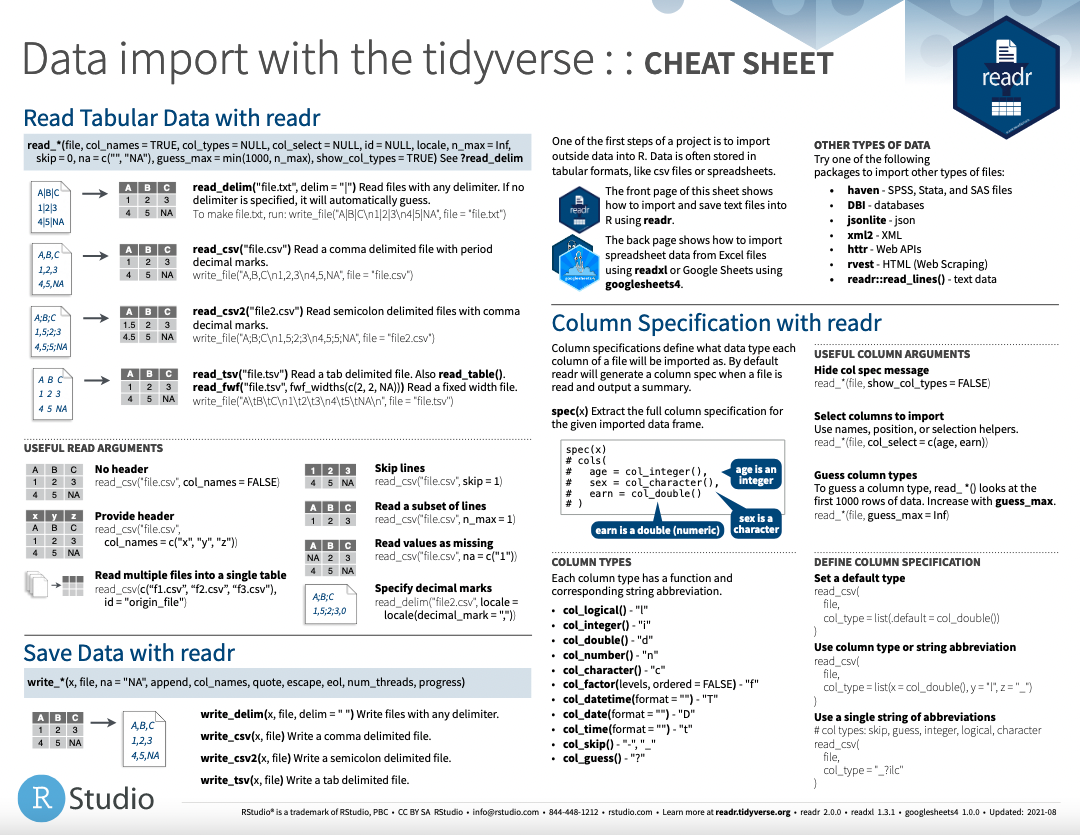 Data import with the tidyverse : : CHEAT SHEET
readr
Read Tabular Data with readr
read_*(file, col_names = TRUE, col_types = NULL, col_select = NULL, id = NULL, locale, n_max = Inf,
skip = 0, na = c("", "NA"), guess_max = min(1000, n_max), show_col_types = TRUE) See ?read_delim
A|B|C
1|2|3
4|5|NA
A B C
1 2 3
4 5 NA
read_delim("file.txt", delim = "|") Read files with any delimiter. If no
delimiter is specified, it will automatically guess.
To make file.txt, run: write_file("A|B|C\n1|2|3\n4|5|NA", file = "file.txt")
A,B,C
1,2,3
4,5,NA
A B C
1 2 3
4 5 NA
read_csv("file.csv") Read a comma delimited file with period
decimal marks.
write_file("A,B,C\n1,2,3\n4,5,NA", file = "file.csv")
A;B;C
1,5;2;3
4,5;5;NA
A B C
1.5 2 3
4.5 5 NA
read_csv2("file2.csv") Read semicolon delimited files with comma
decimal marks.
write_file("A;B;C\n1,5;2;3\n4,5;5;NA", file = "file2.csv")
A B C
1 2 3
4 5 NA
A B C
1 2 3
4 5 NA
read_tsv("file.tsv") Read a tab delimited file. Also read_table().
read_fwf("file.tsv", fwf_widths(c(2, 2, NA))) Read a fixed width file.
write_file("A\tB\tC\n1\t2\t3\n4\t5\tNA\n", file = "file.tsv")
USEFUL READ ARGUMENTS
A B C
1 2 3
4 5 NA
No header
read_csv("file.csv", col_names = FALSE)
x y z
A B C
1 2 3
4 5 NA
Provide header
read_csv("file.csv",
col_names = c("x", "y", "z"))
Read multiple files into a single table
read_csv(c(“f1.csv”, “f2.csv”, “f3.csv”),
id = "origin_file")
1 2 3
4 5 NA
Skip lines
read_csv("file.csv", skip = 1)
A B C
1 2 3
Read a subset of lines
read_csv("file.csv", n_max = 1)
A B C
NA 2 3
4 5 NA
Read values as missing
read_csv("file.csv", na = c("1"))
A;B;C
1,5;2;3,0
Specify decimal marks
read_delim("file2.csv", locale =
locale(decimal_mark = ","))
Save Data with readr
write_*(x, file, na = "NA", append, col_names, quote, escape, eol, num_threads, progress)
A B C
1 2 3
4 5 NA
A,B,C
1,2,3
4,5,NA
write_delim(x, file, delim = " ") Write files with any delimiter.
write_csv(x, file) Write a comma delimited file.
write_csv2(x, file) Write a semicolon delimited file.
write_tsv(x, file) Write a tab delimited file.
One of the first steps of a project is to import
outside data into R. Data is often stored in
tabular formats, like csv files or spreadsheets.
readr
The front page of this sheet shows
how to import and save text files into
R using readr.
googlesheets4
The back page shows how to import
spreadsheet data from Excel files
using readxl or Google Sheets using
googlesheets4.
OTHER TYPES OF DATA
Try one of the following
packages to import other types of files:
• haven - SPSS, Stata, and SAS files
• DBI - databases
• jsonlite - json
• xml2 - XML
• httr - Web APIs
• rvest - HTML (Web Scraping)
• readr::read_lines() - text data
Column Specification with readr
Column specifications define what data type each
column of a file will be imported as. By default
readr will generate a column spec when a file is
read and output a summary.
spec(x) Extract the full column specification for
the given imported data frame.
spec(x)
# cols(
#   age = col_integer(),
#   sex = col_character(),
#   earn = col_double()
# )
age is an
integer
sex is a
character
earn is a double (numeric)
COLUMN TYPES
Each column type has a function and
corresponding string abbreviation.
• col_logical() - "l"
• col_integer() - "i"
• col_double() - "d"
• col_number() - "n"
• col_character() - "c"
• col_factor(levels, ordered = FALSE) - "f"
• col_datetime(format = "") - "T"
• col_date(format = "") - "D"
• col_time(format = "") - "t"
• col_skip() - "-", "_"
• col_guess() - "?"
USEFUL COLUMN ARGUMENTS
Hide col spec message
read_*(file, show_col_types = FALSE)
Select columns to import
Use names, position, or selection helpers.
read_*(file, col_select = c(age, earn))
Guess column types
To guess a column type, read_ *() looks at the
first 1000 rows of data. Increase with guess_max.
read_*(file, guess_max = Inf)
DEFINE COLUMN SPECIFICATION
Set a default type
read_csv(
file,
col_type = list(.default = col_double())
)
Use column type or string abbreviation
read_csv(
file,
col_type = list(x = col_double(), y = "l", z = "_")
)
Use a single string of abbreviations
# col types: skip, guess, integer, logical, character
read_csv(
file,
col_type = "_?ilc"
)
R Studio
RStudio® is a trademark of RStudio, PBC • CC BY SA RStudio • info@rstudio.com • 844-448-1212 • rstudio.com • Learn more at readr.tidyverse.org • readr 2.0.0 • readxl 1.3.1 • googlesheets4 1.0.0 • Updated: 2021-08